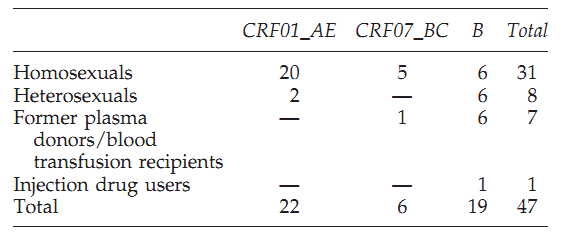 CRF01_AE CRF07_BC B Total
Homosexuals 20 5 6 31
Heterosexuals 2 — 6 8
Former plasma — 1 6 7
donors/blood
transfusion recipients
Injection drug users — — 1 1
Total 22 6 19 47